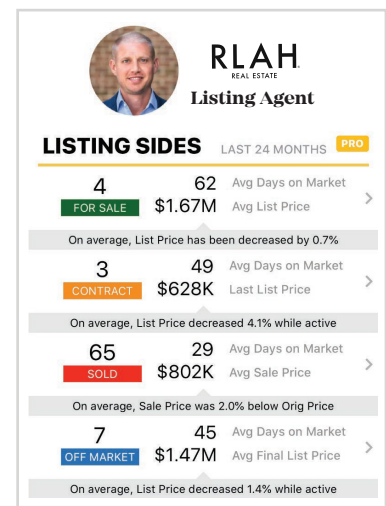 RLAH
REAL ESTATE
Listing Agent
LISTING SIDES LAST 24 MONTHS PRO
4 62 Avg Days on Market
FOR SALE $1.67M Avg List Price
On average, List Price has been decreased by 0.7%
3 49 Avg Days on Market
CONTRACT $628K Last List Price
On average, List Price decreased 4.1% while active
65 29 Avg Days on Market
SOLD $802K Avg Sale Price
On average, Sale Price was 2.0% below Orig Price
7 45 Avg Days on Market
OFF MARKET $1.47M Avg Final List Price
On average, List Price decreased 1.4% while active